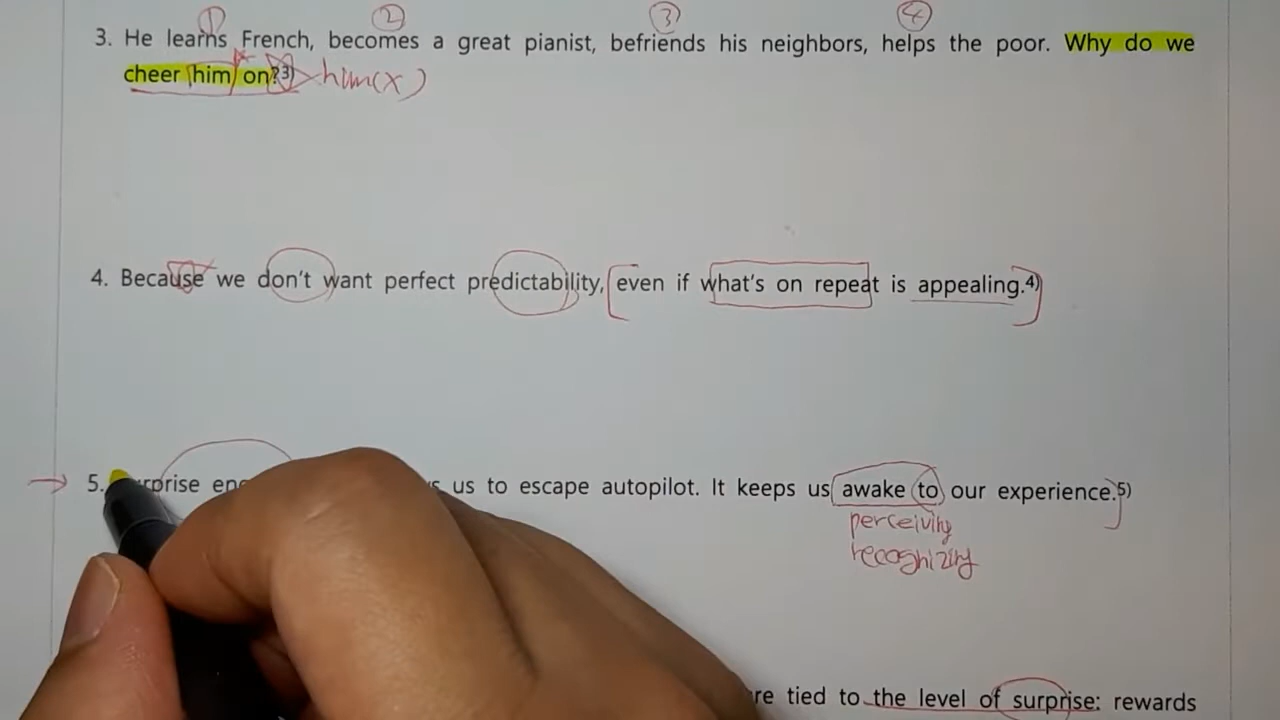 ① ② ③ ④
3. He learns French, becomes a great pianist, befriends his neighbors, helps the poor. Why do we
cheer him on?3) him(x)
4. Because we don't want perfect predictability, even if what's on repeat is appealing.4)
5. us to escape autopilot. It keeps us awake to our experience.5)
perceiving
recognizing
tied to the level of surprise: rewards